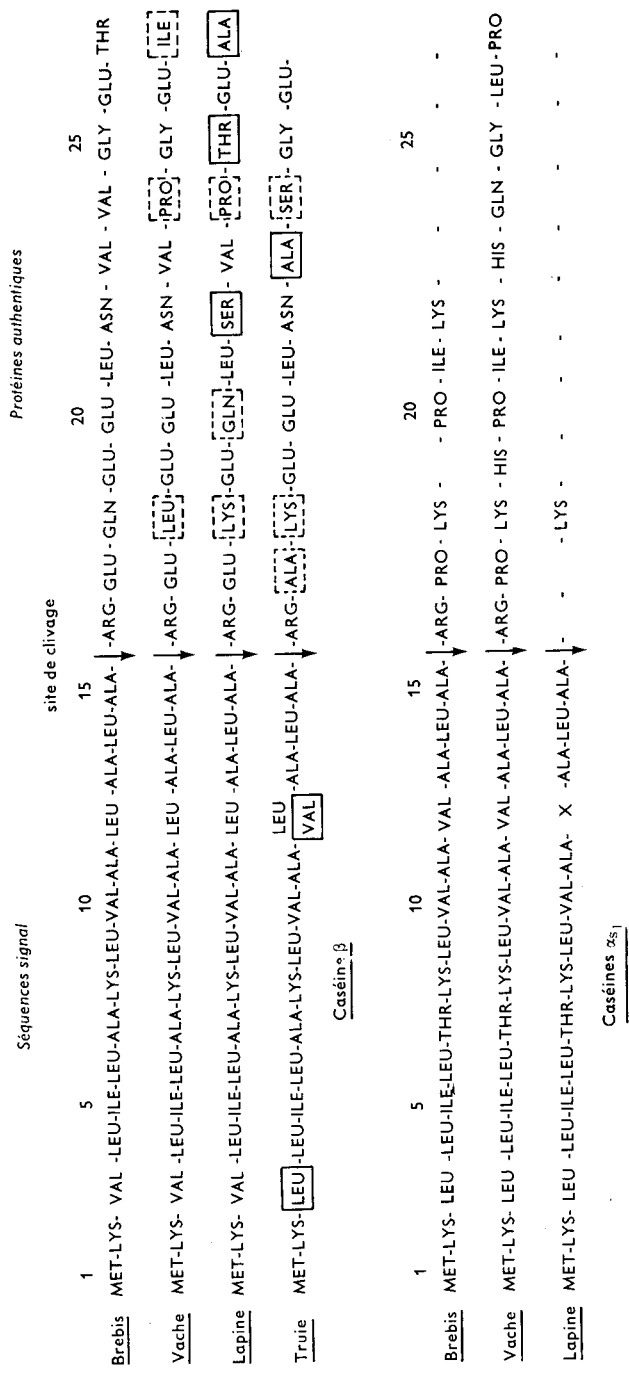 Séquences signal Protéines authentiques
site de clivage
1 5 10 15 20 25
Brebis MET-LYS- VAL -LEU-ILE-LEU-ALA-LYS-LEU-VAL-ALA- LEU -ALA-LEU-ALA- -ARG- GLU - GLN -GLU- GLU -LEU- ASN - VAL - VAL - GLY -GLU- THR
Vache MET-LYS- VAL -LEU-ILE-LEU-ALA-LYS-LEU-VAL-ALA- LEU -ALA-LEU-ALA- -ARG- GLU -LEU-GLU- GLU -LEU- ASN - VAL -PRO- GLY -GLU-ILE
Lapine MET-LYS- VAL -LEU-ILE-LEU-ALA-LYS-LEU-VAL-ALA- LEU -ALA-LEU-ALA- -ARG- GLU -LYS-GLU-GLN-LEU-SER- VAL -PRO-THR-GLU-ALA
LEU
Truie MET-LYS-LEU-LEU-ILE-LEU-ALA-LYS-LEU-VAL-ALA- -ALA-LEU-ALA- -ARG-ALA-LYS-GLU- GLU -LEU- ASN -ALA-SER- GLY -GLU-
VAL
Caséine β
1 5 10 15 20 25
Brebis MET-LYS- LEU -LEU-ILE-LEU-THR-LYS-LEU-VAL-ALA- VAL -ALA-LEU-ALA- -ARG- PRO - LYS - - PRO - ILE - LYS - - - - -
Vache MET-LYS- LEU -LEU-ILE-LEU-THR-LYS-LEU-VAL-ALA- VAL -ALA-LEU-ALA- -ARG- PRO - LYS - HIS - PRO - ILE - LYS - HIS - GLN - GLY - LEU - PRO
Lapine MET-LYS- LEU -LEU-ILE-LEU-THR-LYS-LEU-VAL-ALA- X -ALA-LEU-ALA- - - - LYS - - - - - - - - -
Caséines αs1